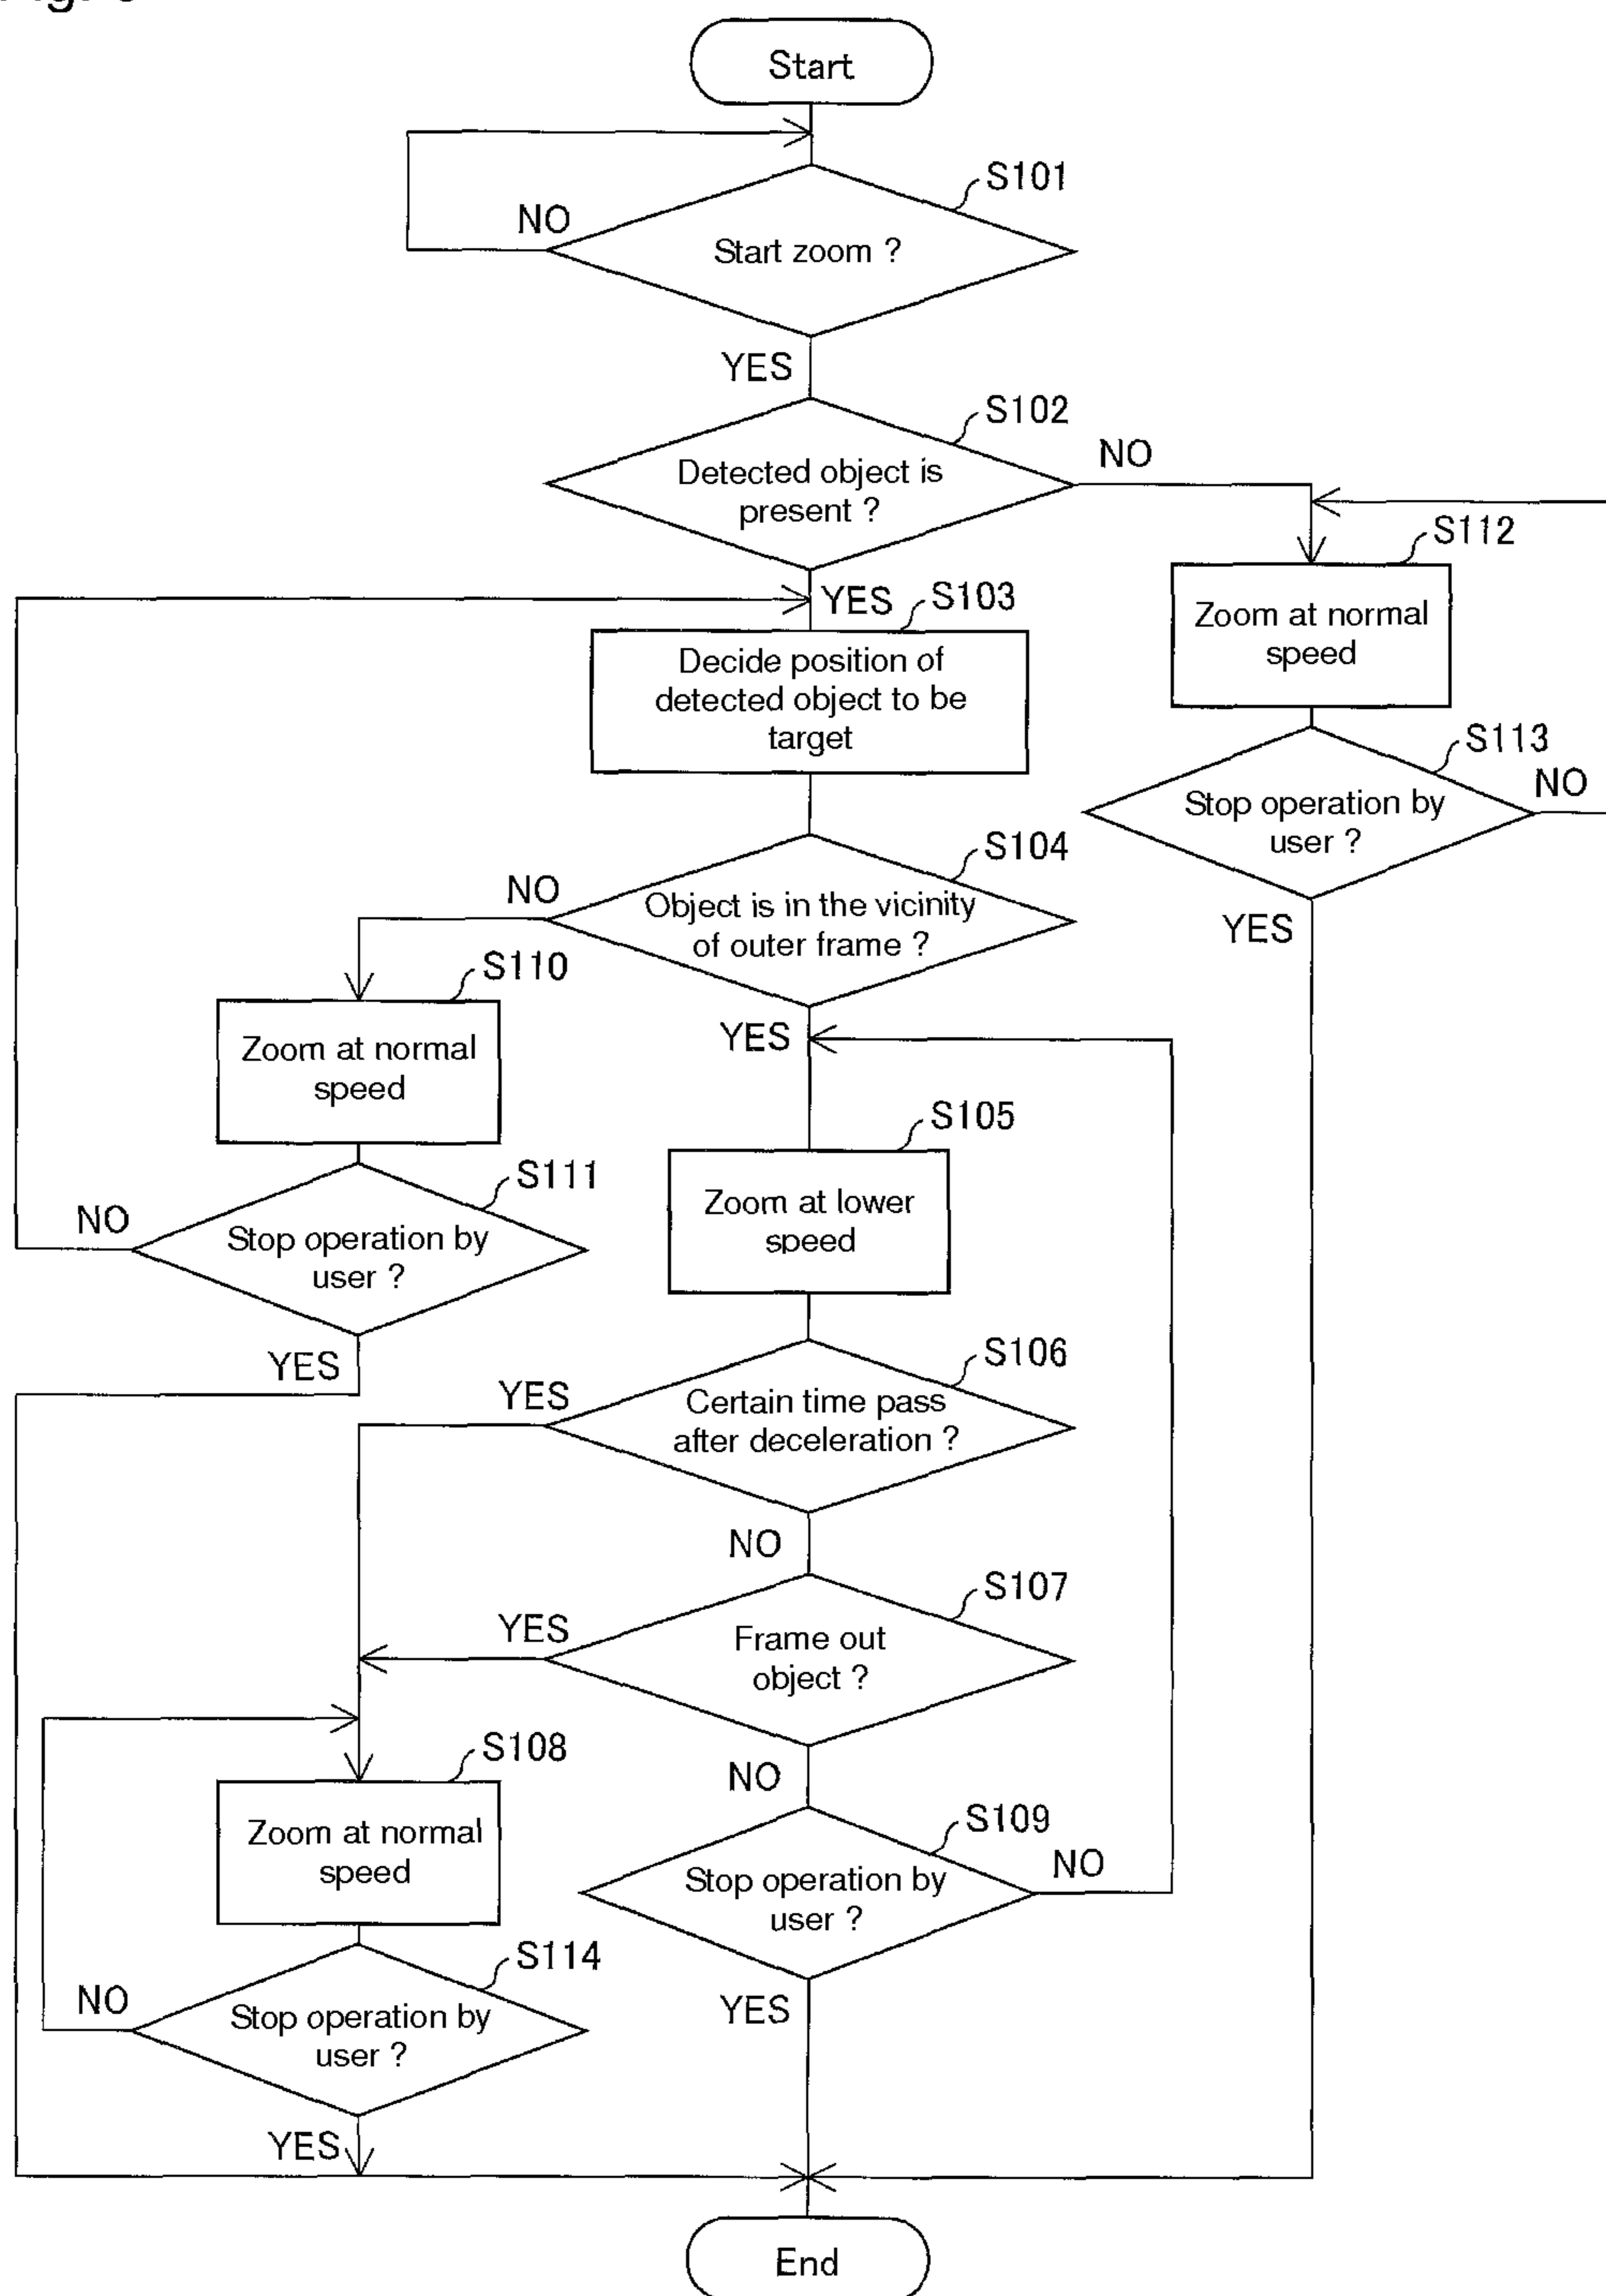 Start
S101
NO
Start zoom ?
YES
S102
NO
Detected object is
present ?
S112
YES
S103
Zoom at normal
speed
Decide position of
detected object to be
target
S113
NO
Stop operation by
user ?
S104
NO
Object is in the vicinity
of outer frame ?
YES
S110
YES
Zoom at normal
speed
S105
S111
Zoom at lower
speed
NO
Stop operation by
user ?
S106
YES
YES
Certain time pass
after deceleration ?
NO
S107
YES
Frame out
object ?
S108
NO
S109
Zoom at normal
speed
NO
Stop operation by
user ?
S114
NO
YES
Stop operation by
user ?
YES
End